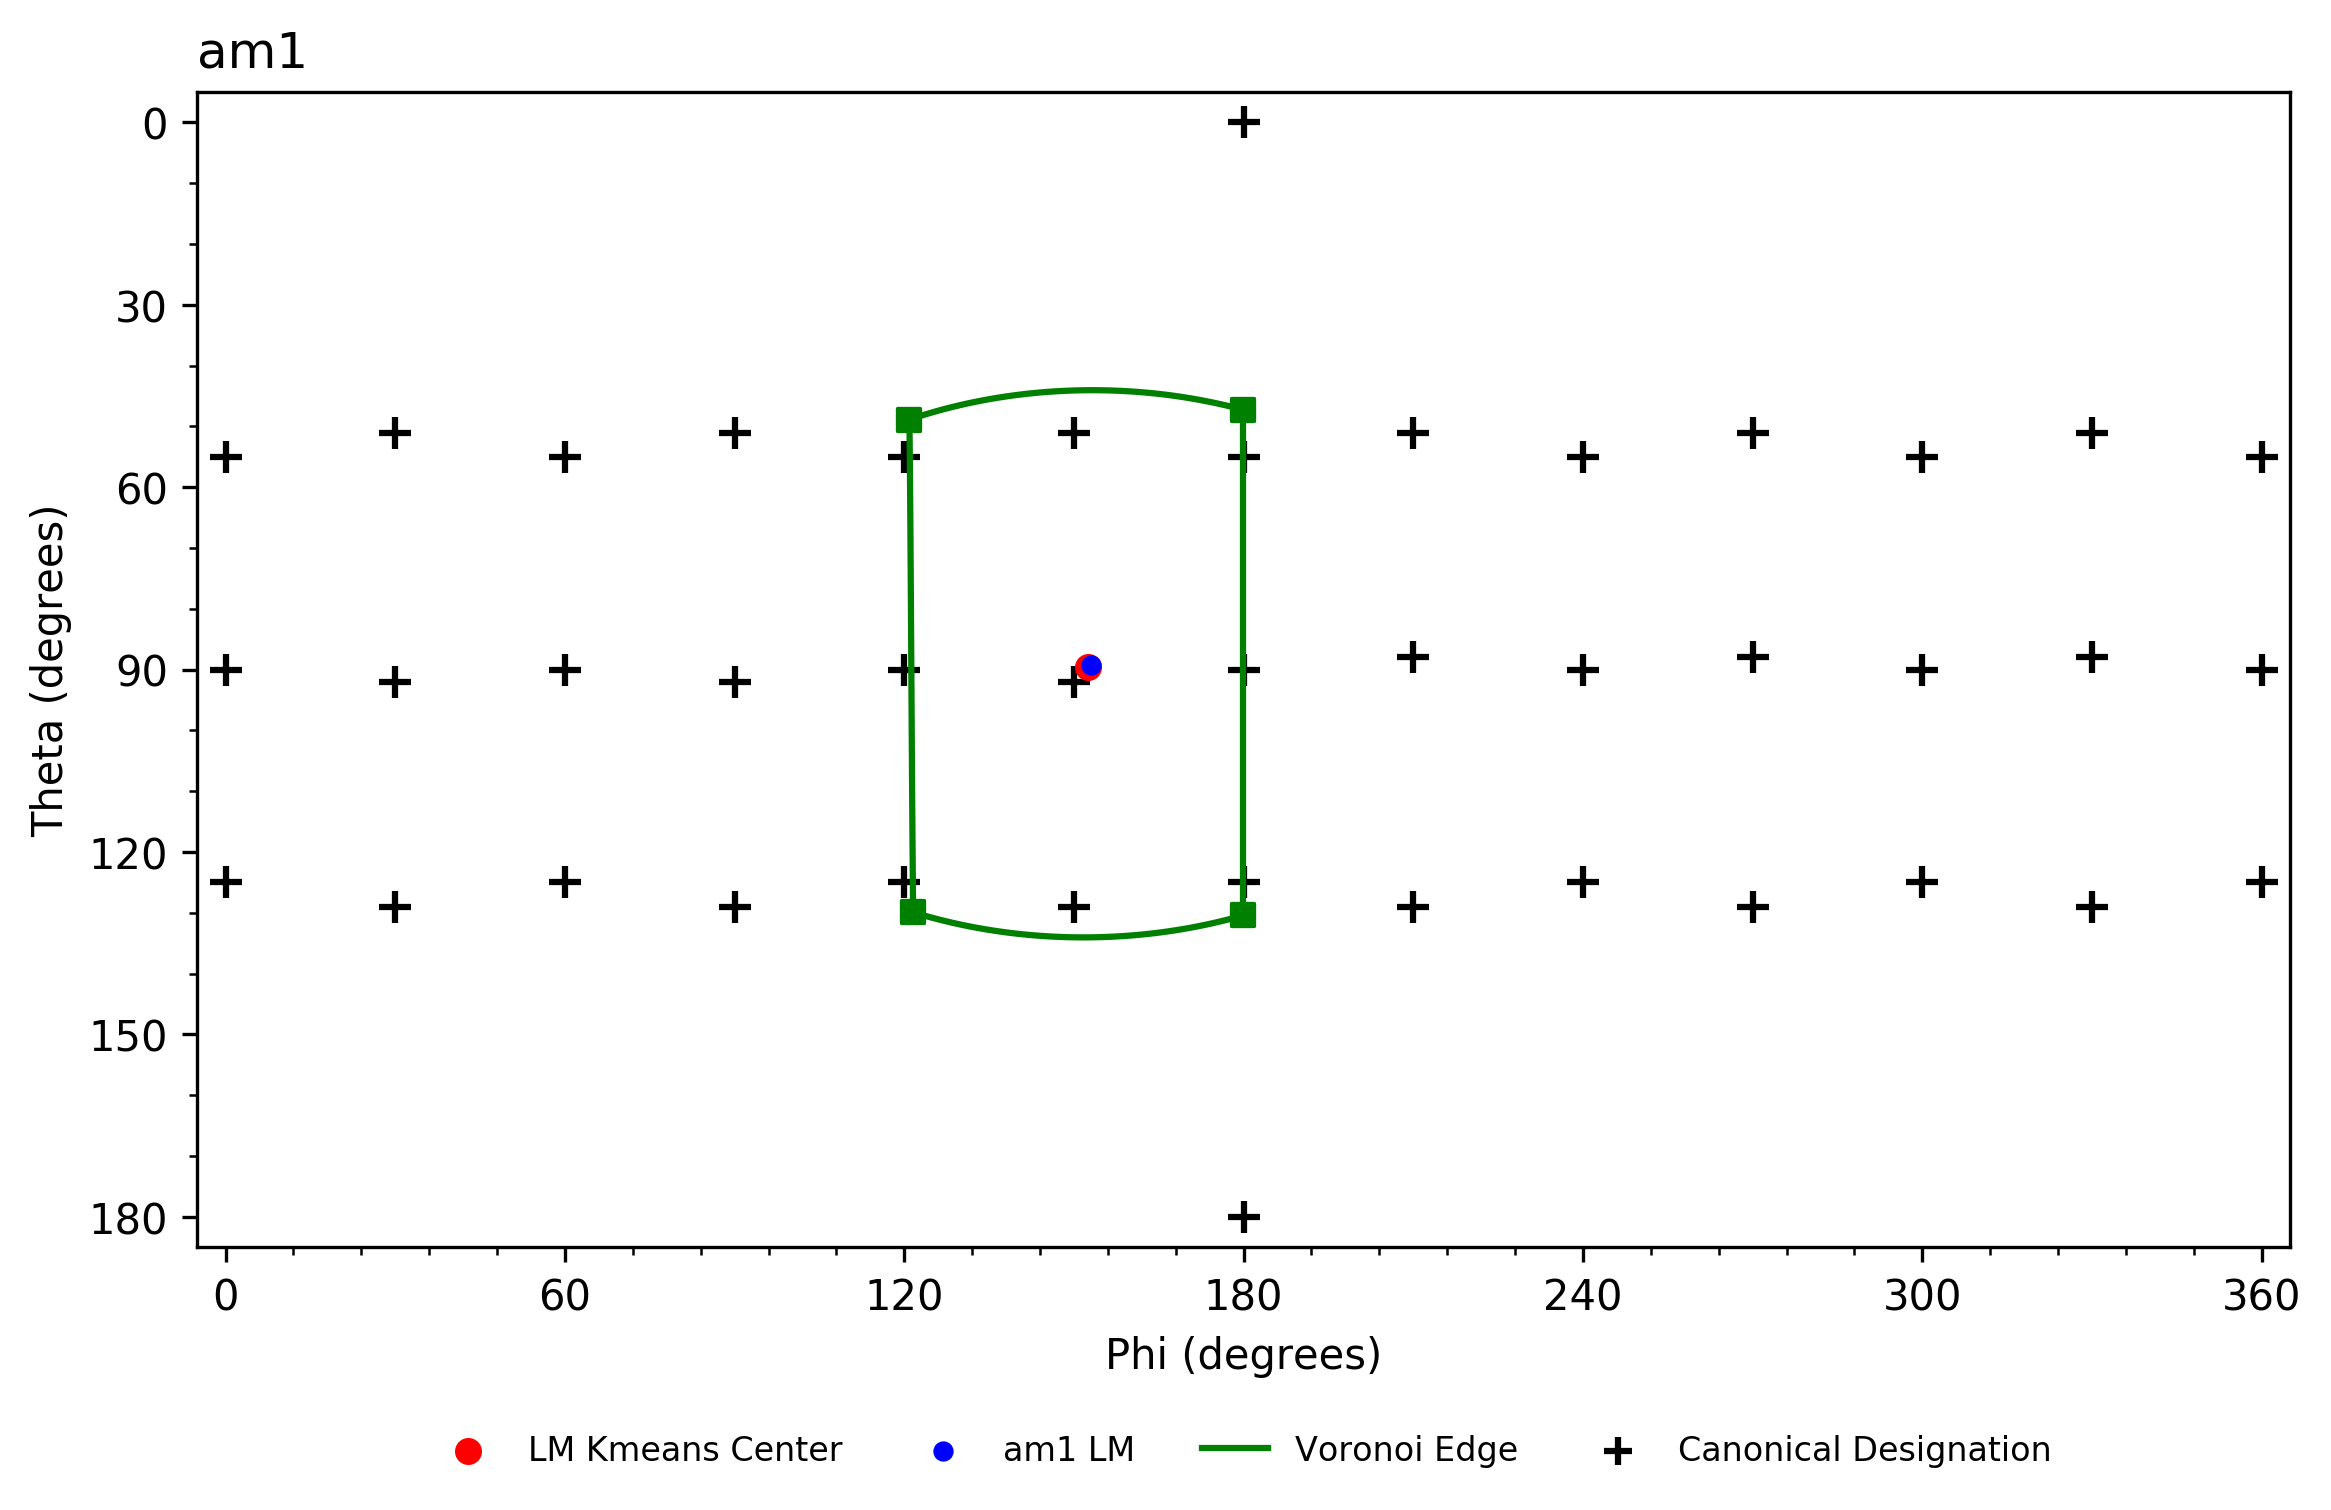 am1
0
30
60
90
120
150
180
Theta (degrees)
0 60 120 180 240 300 360
Phi (degrees)
LM Kmeans Center am1 LM Voronoi Edge Canonical Designation